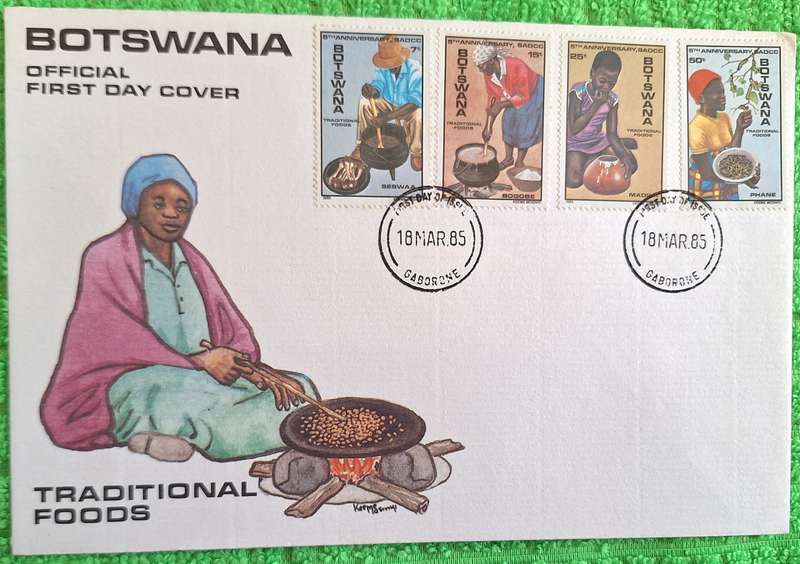 BOTSWANA
OFFICIAL
FIRST DAY COVER
5TH ANNIVERSARY, SADCC
7t
BOTSWANA
TRADITIONAL
FOODS
SESWAA
5TH ANNIVERSARY, SADCC
15t
BOTSWANA
TRADITIONAL
FOODS
BOGOBE
5TH ANNIVERSARY, SADCC
25t
BOTSWANA
TRADITIONAL
FOODS
5TH ANNIVERSARY, SADCC
50t
BOTSWANA
TRADITIONAL
FOODS
PHANE
FIRST DAY OF ISSUE
18 MAR.85
GABORONE
FIRST DAY OF ISSUE
18 MAR.85
GABORONE
TRADITIONAL
FOODS